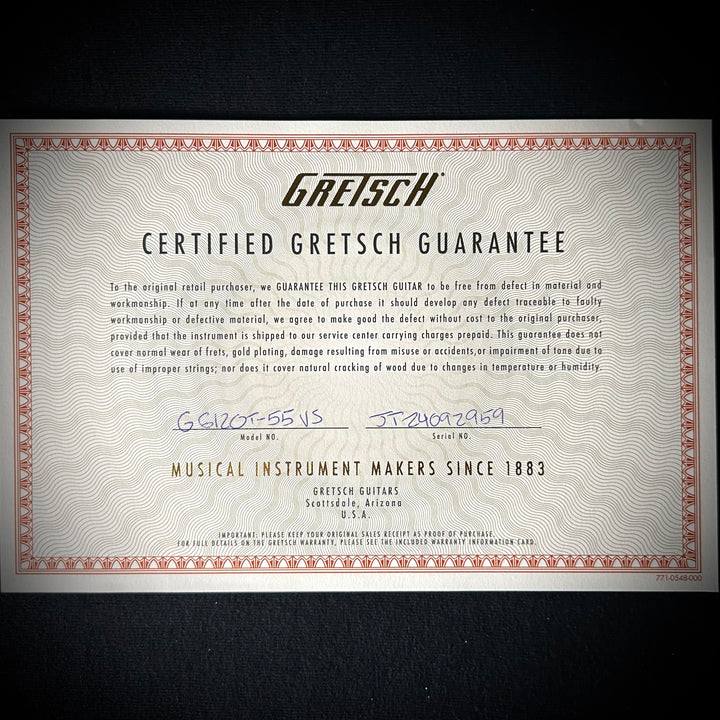 GRETSCH®
CERTIFIED GRETSCH GUARANTEE
To the original retail purchaser, we GUARANTEE THIS GRETSCH GUITAR to be free from defect in material and
workmanship. If at any time after the date of purchase it should develop any defect traceable to faulty
workmanship or defective material, we agree to make good the defect without cost to the original purchaser,
provided that the instrument is shipped to our service center carrying charges prepaid. This guarantee does not
cover normal wear of frets, gold plating, damage resulting from misuse or accidents,or impairment of tone due to
use of improper strings; nor does it cover natural cracking of wood due to changes in temperature or humidity.
G6120T-55 VS JT24092959
Model NO. Serial NO.
MUSICAL INSTRUMENT MAKERS SINCE 1883
GRETSCH GUITARS
Scottsdale, Arizona
U.S.A.
IMPORTANT: PLEASE KEEP YOUR ORIGINAL SALES RECEIPT AS PROOF OF PURCHASE.
FOR FULL DETAILS ON THE GRETSCH WARRANTY, PLEASE SEE THE INCLUDED WARRANTY INFORMATION CARD.
771-0548-000